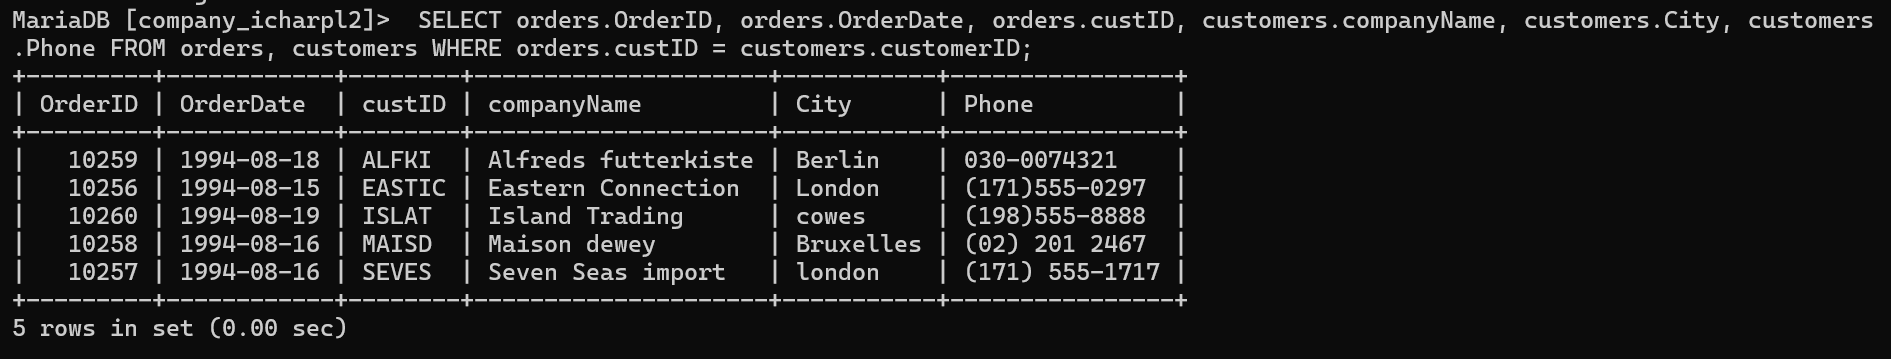 MariaDB [company_icharpl2]>  SELECT orders.OrderID, orders.OrderDate, orders.custID, customers.companyName, customers.City, customers
.Phone FROM orders, customers WHERE orders.custID = customers.customerID;
+---------+------------+--------+---------------------+-----------+----------------+
| OrderID | OrderDate  | custID | companyName         | City      | Phone          |
+---------+------------+--------+---------------------+-----------+----------------+
|   10259 | 1994-08-18 | ALFKI  | Alfreds futterkiste | Berlin    | 030-0074321    |
|   10256 | 1994-08-15 | EASTIC | Eastern Connection  | London    | (171)555-0297  |
|   10260 | 1994-08-19 | ISLAT  | Island Trading      | cowes     | (198)555-8888  |
|   10258 | 1994-08-16 | MAISD  | Maison dewey        | Bruxelles | (02) 201 2467  |
|   10257 | 1994-08-16 | SEVES  | Seven Seas import   | london    | (171) 555-1717 |
+---------+------------+--------+---------------------+-----------+----------------+
5 rows in set (0.00 sec)